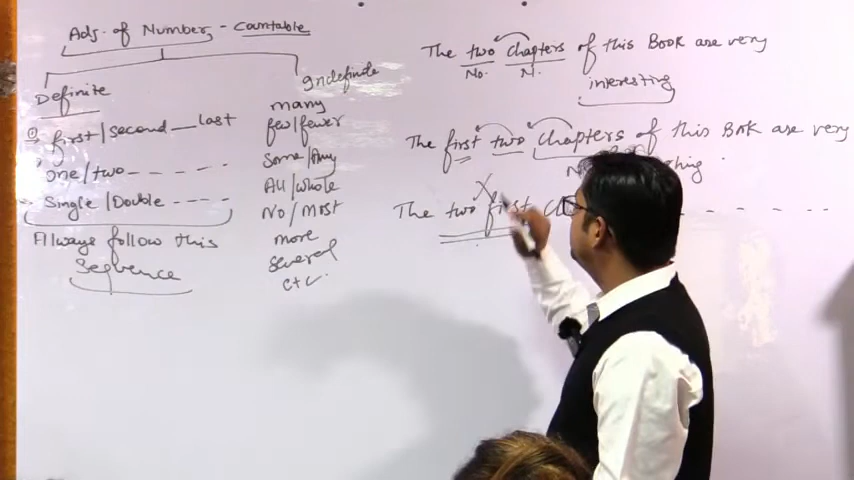 Adj. of Number, - Countable
Definite
① first/second __ last
one/two - - - - - -
Single/Double - - - -
Always follow this
Sequence
Indefinite
many
few/fewer
Some/Any
All/whole
No/Most
more
Several
etc.
The two chapters of this Book are very
No. N.
interesting
The first two chapters of this Book are very
The two first - - - - - -